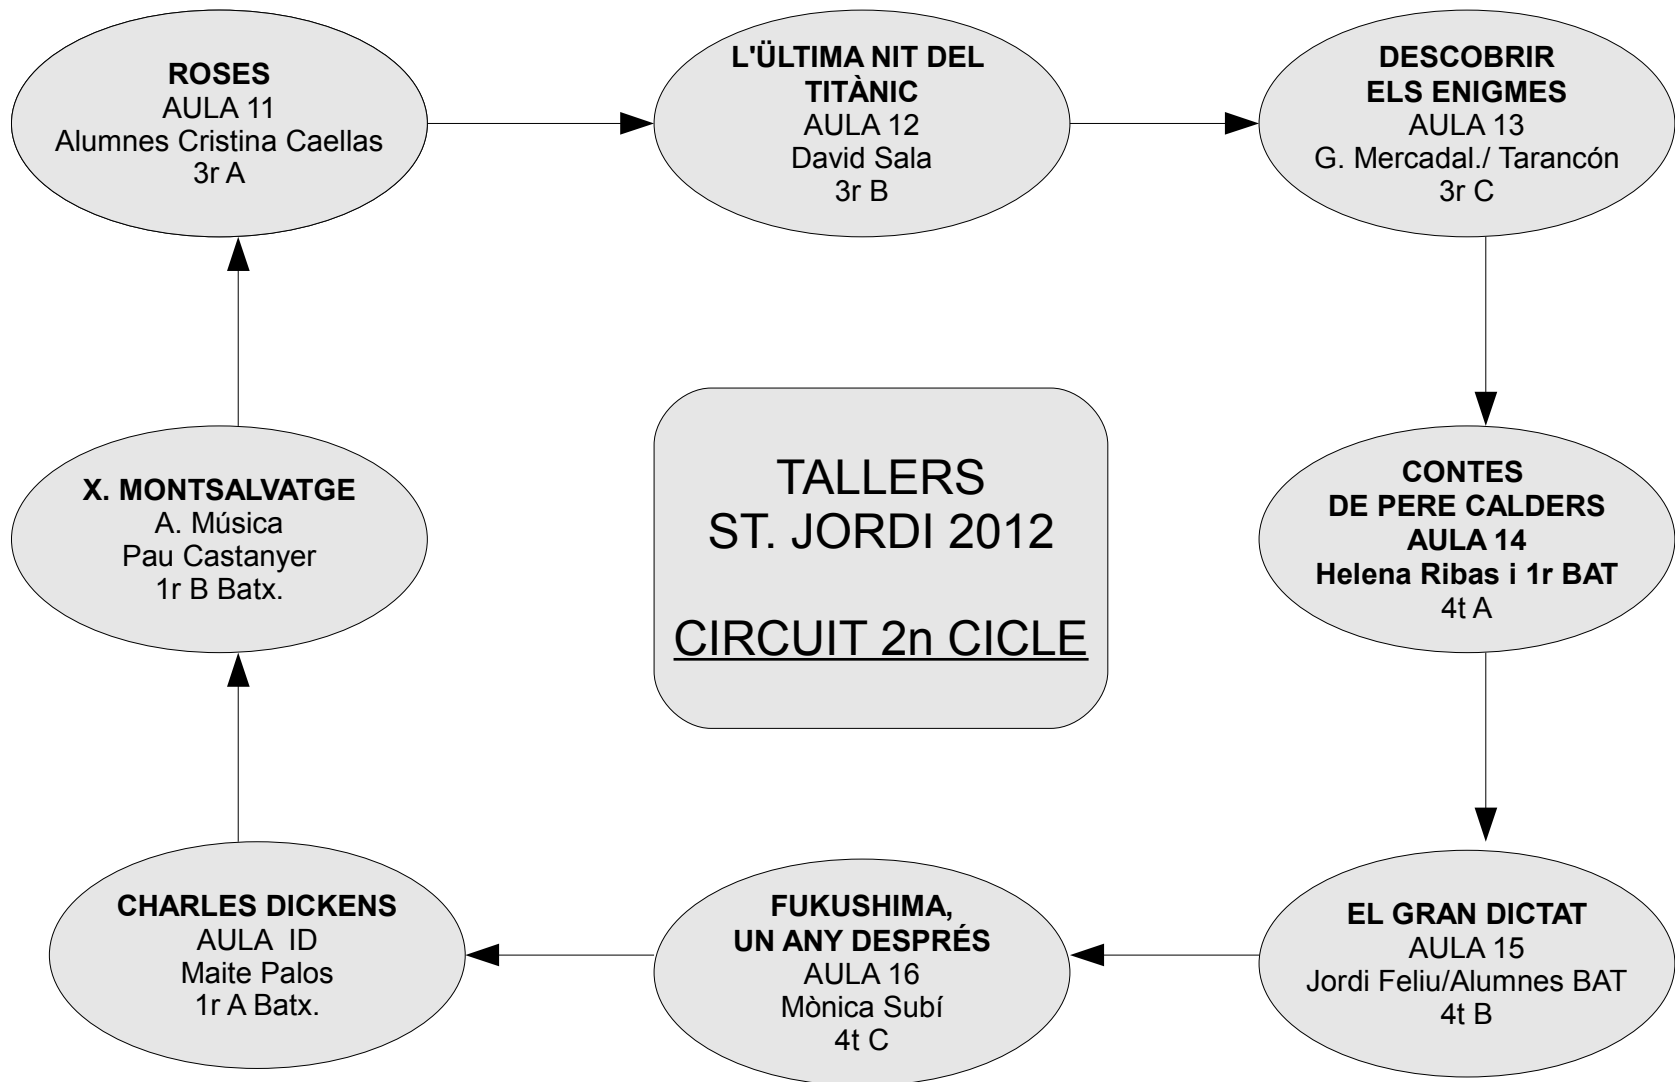 ROSES
AULA 11
Alumnes Cristina Caellas
3r A
L'ÜLTIMA NIT DEL
TITÀNIC
AULA 12
David Sala
3r B
DESCOBRIR
ELS ENIGMES
AULA 13
G. Mercadal./ Tarancón
3r C
X. MONTSALVATGE
A. Música
Pau Castanyer
1r B Batx.
TALLERS
ST. JORDI 2012
CIRCUIT 2n CICLE
CONTES
DE PERE CALDERS
AULA 14
Helena Ribas i 1r BAT
4t A
CHARLES DICKENS
AULA  ID
Maite Palos
1r A Batx.
FUKUSHIMA,
UN ANY DESPRÉS
AULA 16
Mònica Subí
4t C
EL GRAN DICTAT
AULA 15
Jordi Feliu/Alumnes BAT
4t B